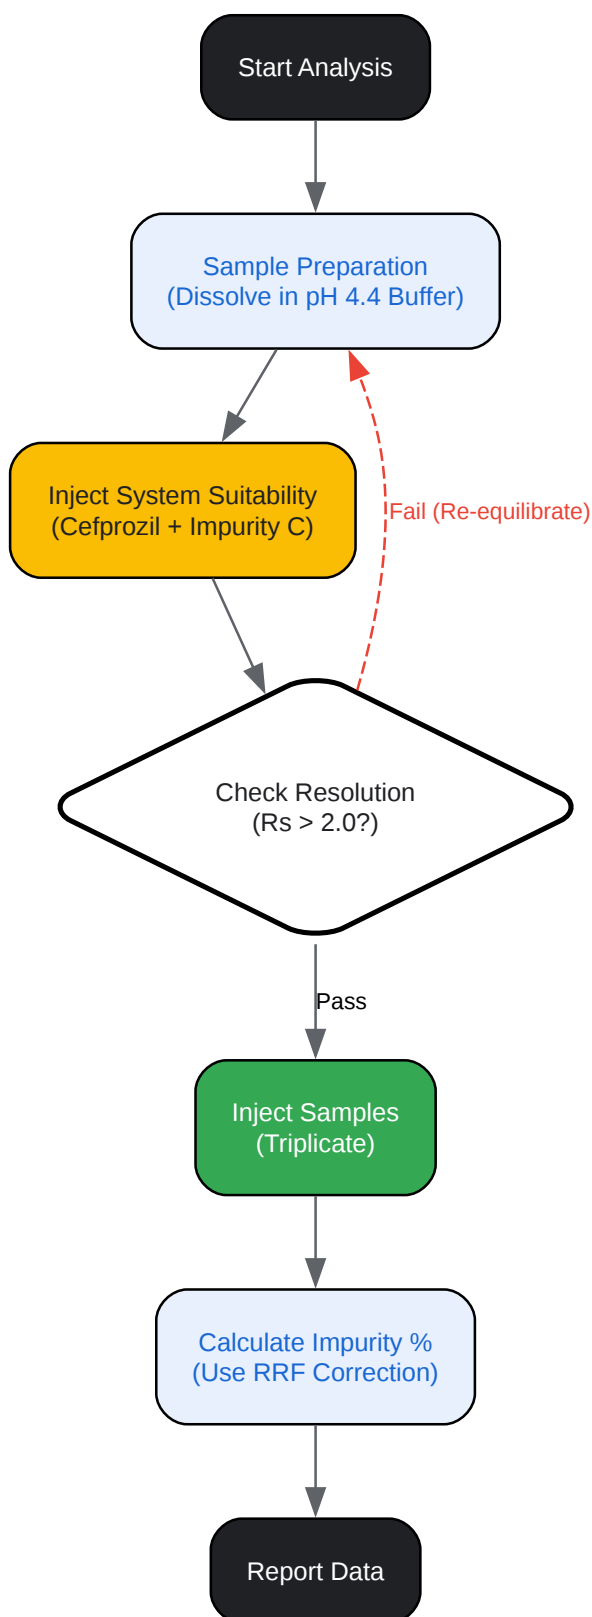 Start Analysis
Sample Preparation
(Dissolve in pH 4.4 Buffer)
Inject System Suitability
(Cefprozil + Impurity C)
Fail (Re-equilibrate)
Check Resolution
(Rs > 2.0?)
Pass
Inject Samples
(Triplicate)
Calculate Impurity %
(Use RRF Correction)
Report Data